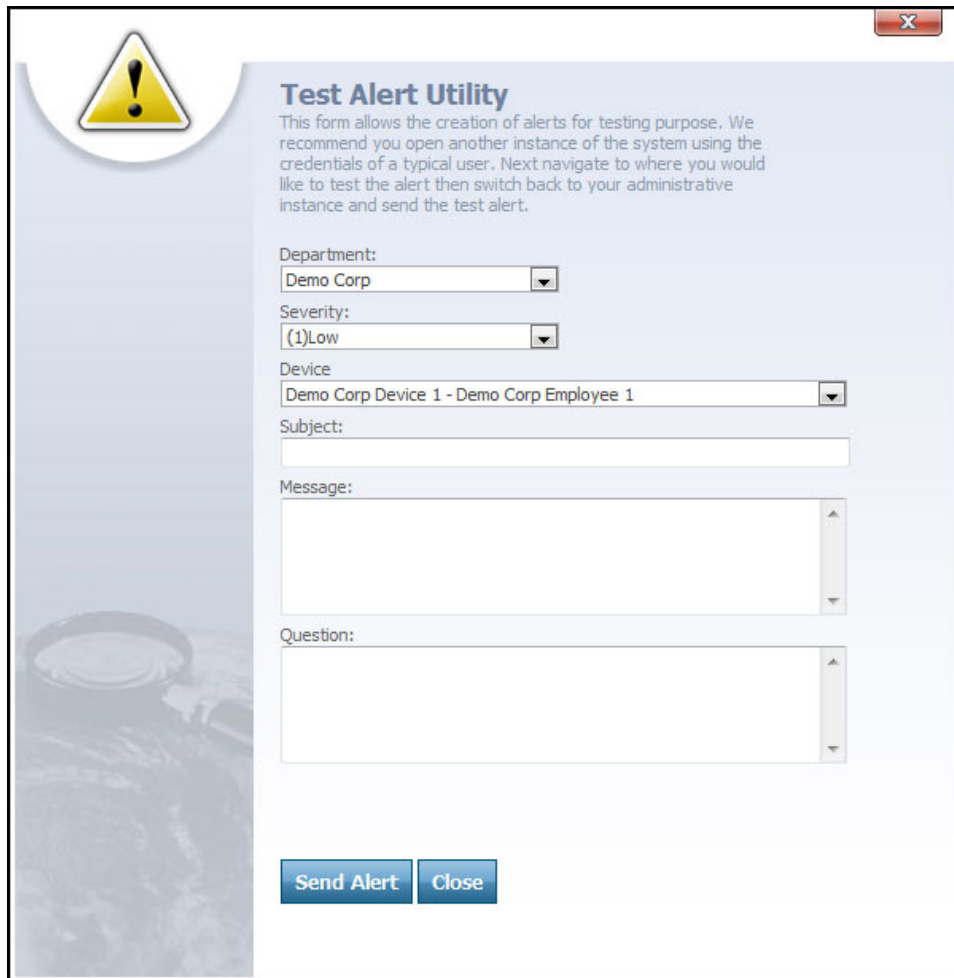 X
Test Alert Utility
This form allows the creation of alerts for testing purpose. We
recommend you open another instance of the system using the
credentials of a typical user. Next navigate to where you would
like to test the alert then switch back to your administrative
instance and send the test alert.
Department:
Demo Corp
Severity:
(1)Low
Device
Demo Corp Device 1 - Demo Corp Employee 1
Subject:
Message:
Question:
Send Alert Close